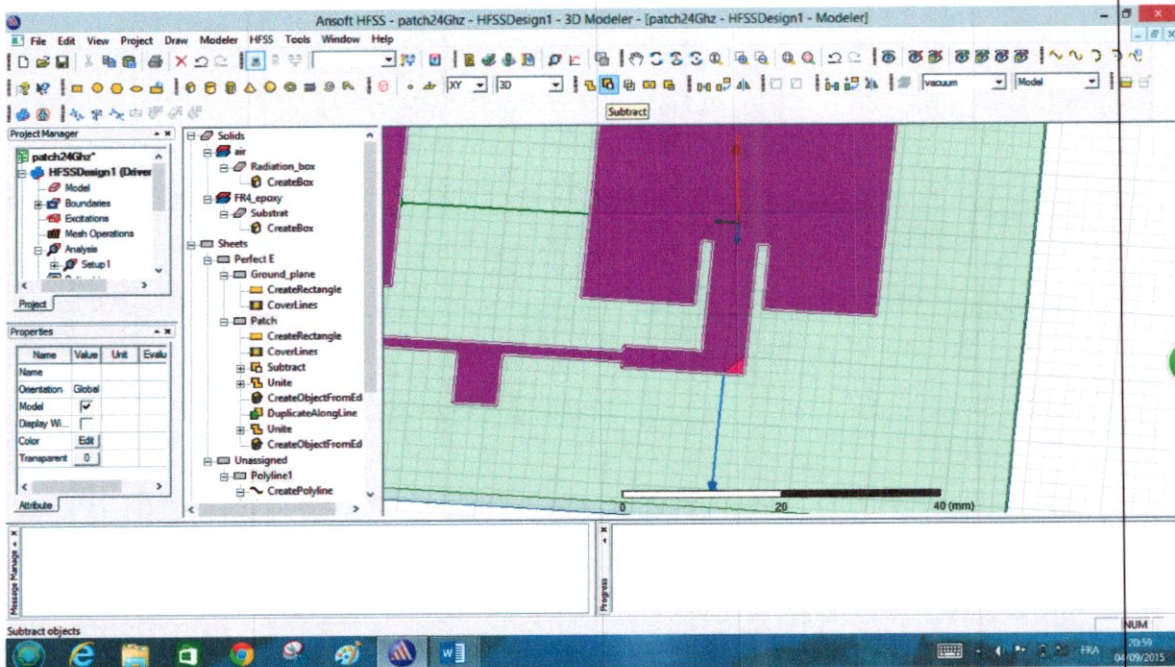 Ansoft HFSS - patch24Ghz - HFSSDesign1 - 3D Modeler - [patch24Ghz - HFSSDesign1 - Modeler]
File Edit View Project Draw Modeler HFSS Tools Window Help
XY 3D vacuum Model
Subtract
Project Manager
patch24Ghz*
HFSSDesign1 (Driver
Model
Boundaries
Excitations
Mesh Operations
Analysis
Setup1
Project
Properties
Name Value Unit Evalu
Name
Orientation Global
Model
Display Wi...
Color Edit
Transparent 0
Attribute
Solids
air
Radiation_box
CreateBox
FR4_epoxy
Substrat
CreateBox
Sheets
Perfect E
Ground_plane
CreateRectangle
CoverLines
Patch
CreateRectangle
CoverLines
Subtract
Unite
CreateObjectFromEd
DuplicateAlongLine
Unite
CreateObjectFromEd
Unassigned
Polyline1
CreatePolyline
0 20 40 (mm)
Message Manage
Progress
Subtract objects
NUM
FRA
20:59
04/09/2015